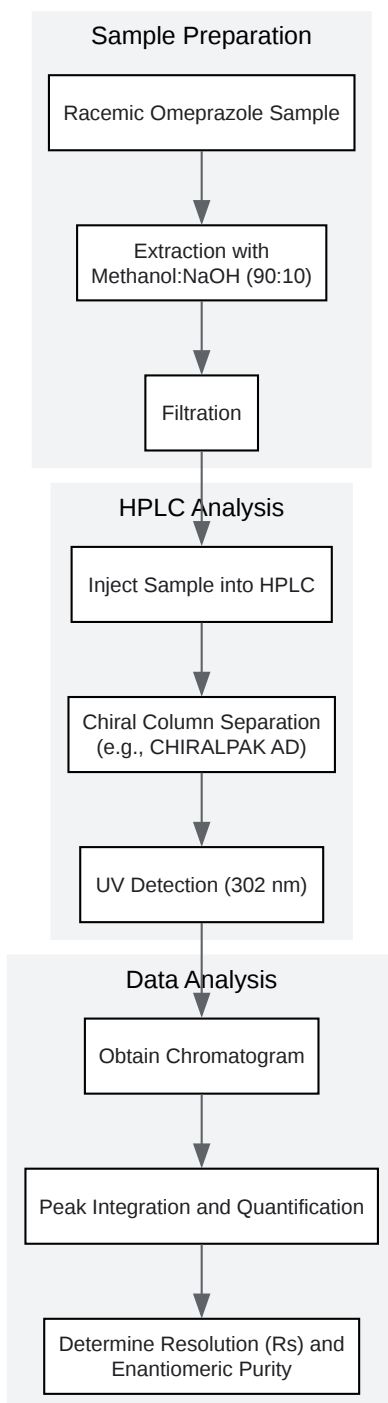 Sample Preparation
Racemic Omeprazole Sample
Extraction with
Methanol:NaOH (90:10)
Filtration
HPLC Analysis
Inject Sample into HPLC
Chiral Column Separation
(e.g., CHIRALPAK AD)
UV Detection (302 nm)
Data Analysis
Obtain Chromatogram
Peak Integration and Quantification
Determine Resolution (Rs) and
Enantiomeric Purity